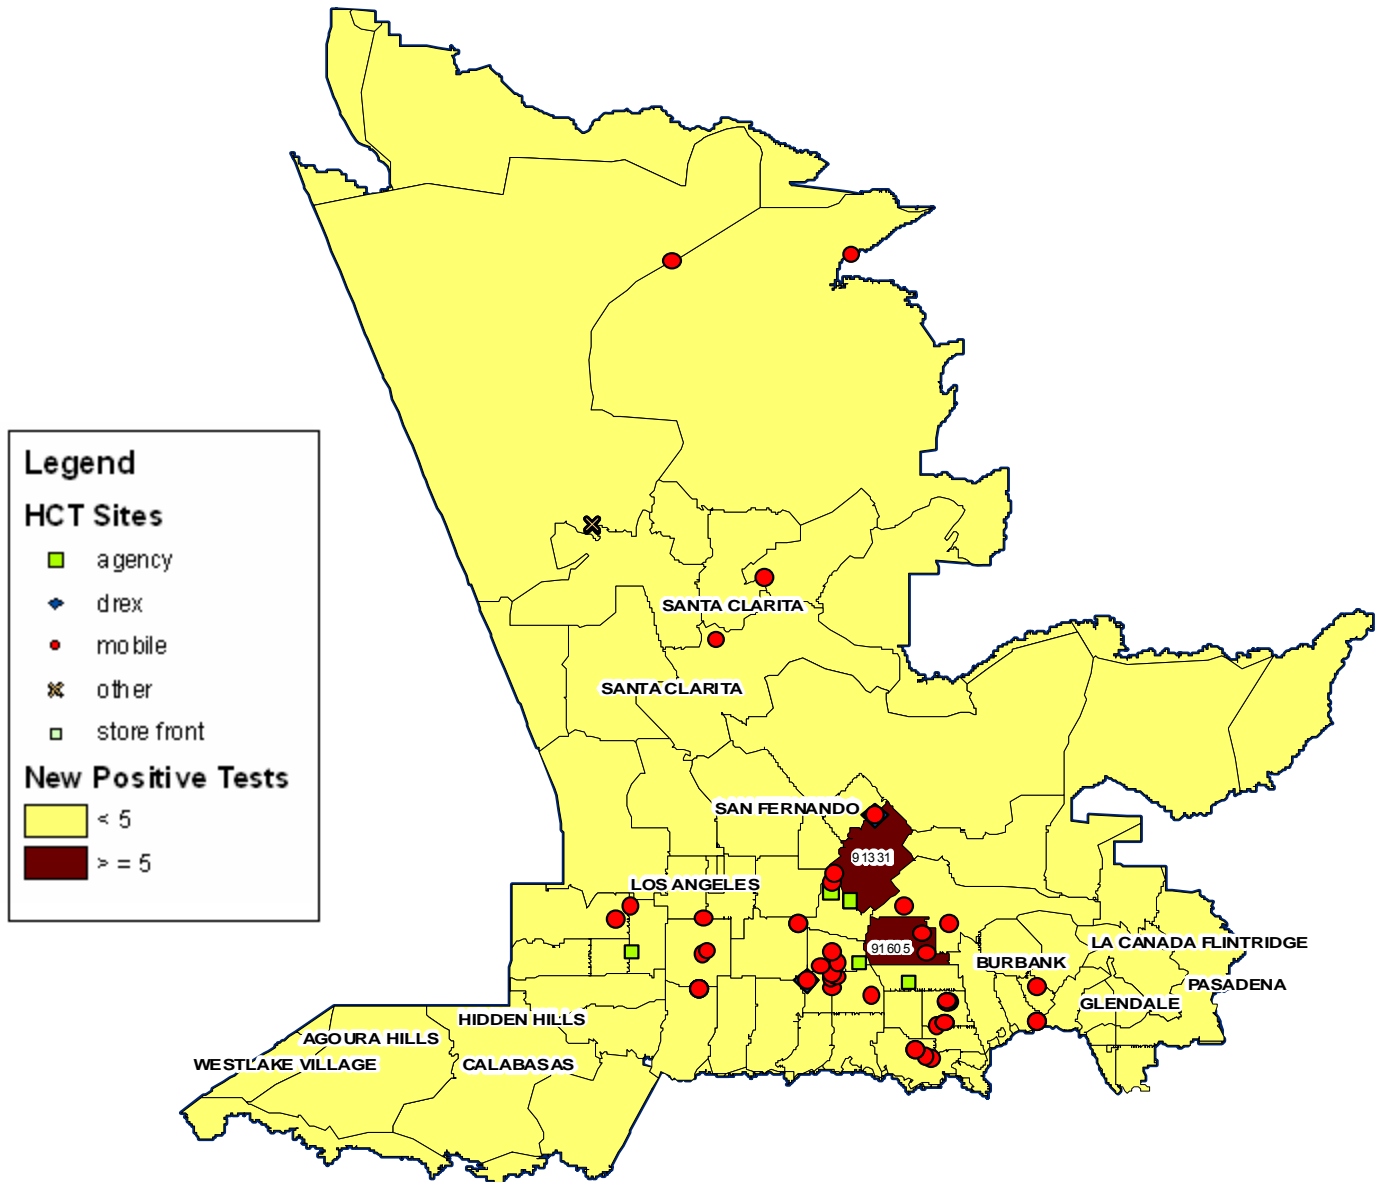 Legend
HCT Sites
agency
drex
mobile
other
store front
New Positive Tests
< 5
> = 5
SANTA CLARITA
SANTA CLARITA
SAN FERNANDO
91331
LOS ANGELES
91605
LA CANADA FLINTRIDGE
BURBANK
PASADENA
GLENDALE
HIDDEN HILLS
AGOURA HILLS
WESTLAKE VILLAGE
CALABASAS